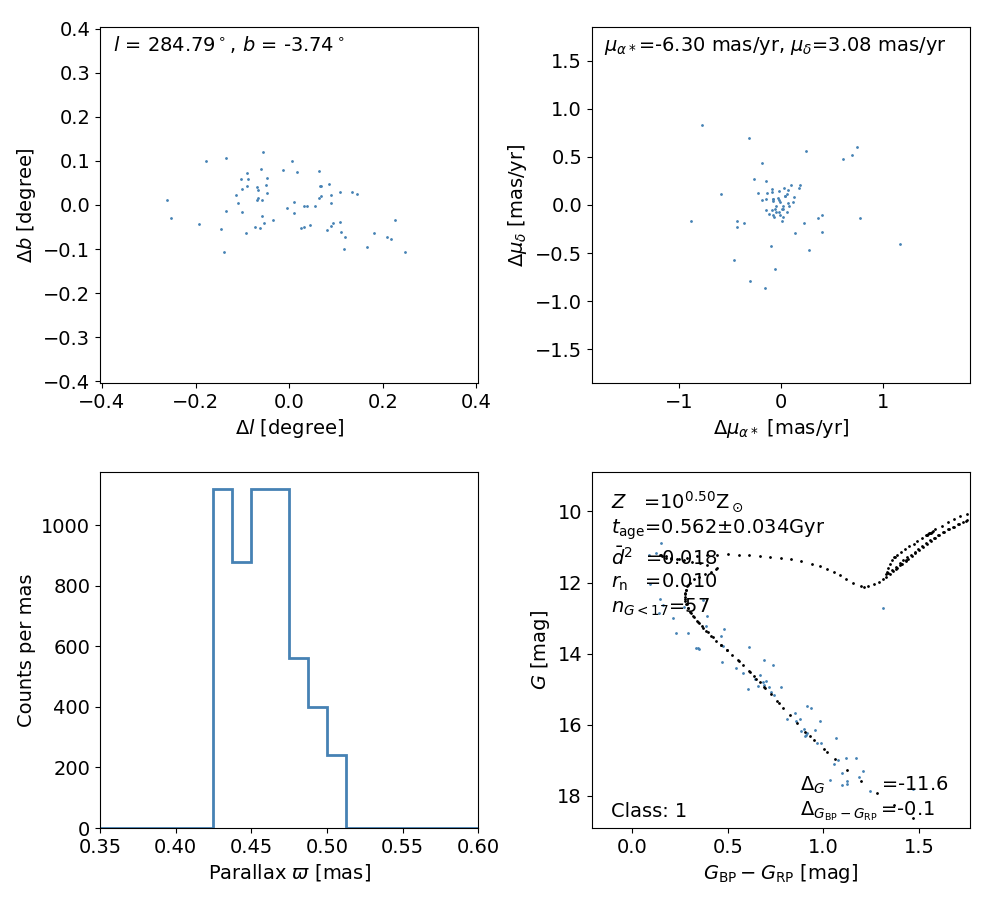 l = 284.79°, b = -3.74°
0.4
0.3
0.2
0.1
0.0
−0.1
−0.2
−0.3
−0.4
−0.4 −0.2 0.0 0.2 0.4
Δl [degree]
Δb [degree]
μα∗=-6.30 mas/yr, μδ=3.08 mas/yr
1.5
1.0
0.5
0.0
−0.5
−1.0
−1.5
−1 0 1
Δμα∗ [mas/yr]
Δμδ [mas/yr]
1000
800
600
400
200
0
0.35 0.40 0.45 0.50 0.55 0.60
Parallax ϖ [mas]
Counts per mas
Z =10^0.50 Z⊙
tage=0.562±0.034Gyr
d̄² =0.018
rn =0.010
nG<17=57
ΔG =-11.6
ΔGBP−GRP=-0.1
Class: 1
10
12
14
16
18
0.0 0.5 1.0 1.5
GBP − GRP [mag]
G [mag]